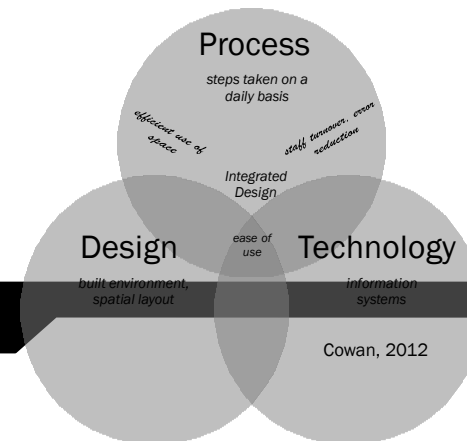 Process
steps taken on a
daily basis
efficient use of
space
staff turnover, error
reduction
Integrated
Design
ease of
use
Design
built environment,
spatial layout
Technology
information
systems
Cowan, 2012